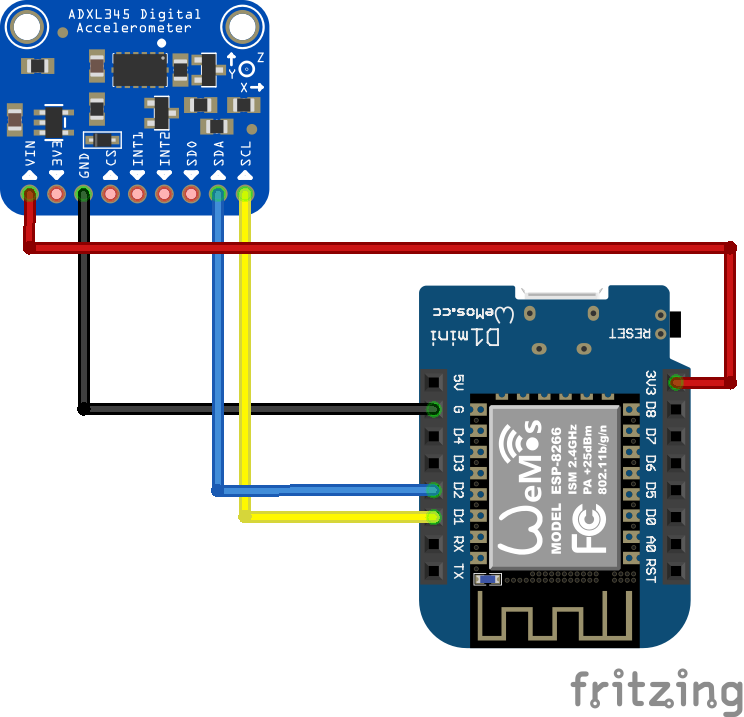 ADXL345 Digital
Accelerometer
Z
Y
X
VIN
3V3
GND
CS
INT1
INT2
SDO
SDA
SCL
WeMos.cc
D1mini
RESET
5V
G
D4
D3
D2
D1
RX
TX
3V3
D8
D7
D6
D5
D0
A0
RST
WeMos
MODEL ESP-8266
ISM 2.4GHz
PA +25dBm
802.11b/g/n
FC
fritzing